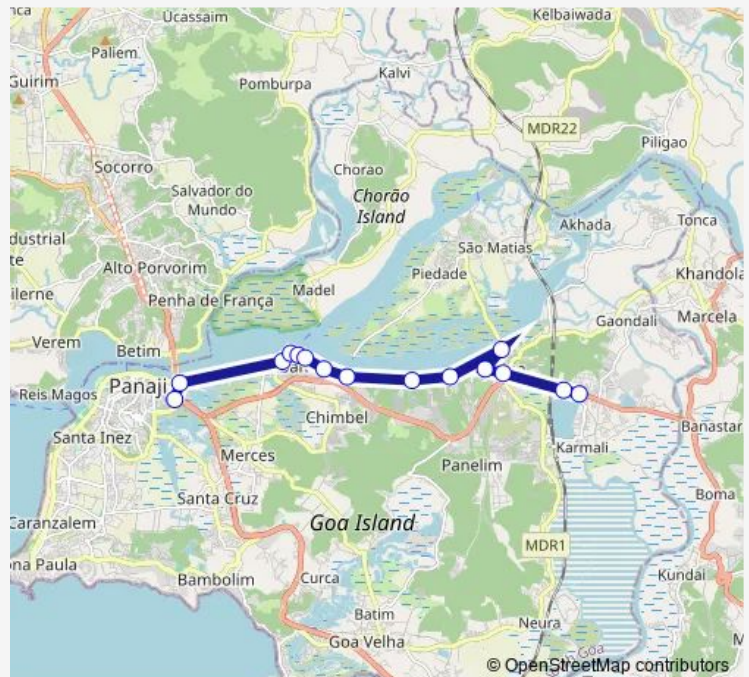 nca
Ucassaim
Kelbaiwada
Paliem
Guirim
Pomburpa
Kalvi
MDR22
Piligao
Socorro
Chorao
Salvador do
Mundo
Chorão
Island
Akhada
Tonca
dustrial
te
São Matias
Alto Porvorim
Piedade
Khandola
ilerne
Penha de França
Madel
Marcela
Gaondali
Verem
Betim
Reis Magos
Panaji
Chimbel
Banastar
Santa Inez
Merces
Karmali
Panelim
Santa Cruz
Boma
Caranzalem
Goa Island
MDR1
ona Paula
Bambolim
Curca
Kundai
Batim
Neura
Goa Velha
Goa
© OpenStreetMap contributors